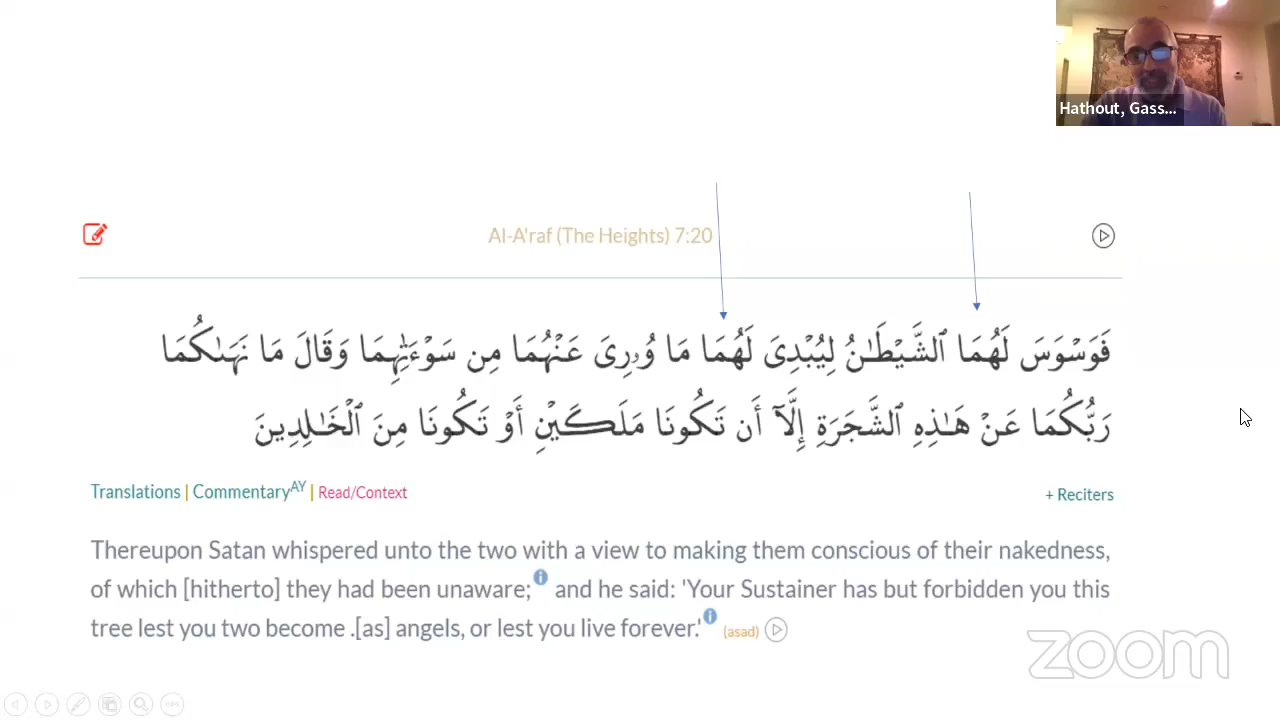 Hathout, Gass...
Al-A'raf (The Heights) 7:20
فَوَسْوَسَ لَهُمَا ٱلشَّيْطَـٰنُ لِيُبْدِىَ لَهُمَا مَا وُۥرِىَ عَنْهُمَا مِن سَوْءَٰتِهِمَا وَقَالَ مَا نَهَىٰكُمَا
رَبُّكُمَا عَنْ هَـٰذِهِ ٱلشَّجَرَةِ إِلَّآ أَن تَكُونَا مَلَكَيْنِ أَوْ تَكُونَا مِنَ ٱلْخَـٰلِدِينَ
Translations | CommentaryAY | Read/Context
+ Reciters
Thereupon Satan whispered unto the two with a view to making them conscious of their nakedness,
of which [hitherto] they had been unaware; and he said: 'Your Sustainer has but forbidden you this
tree lest you two become .[as] angels, or lest you live forever.' (asad)
zoom